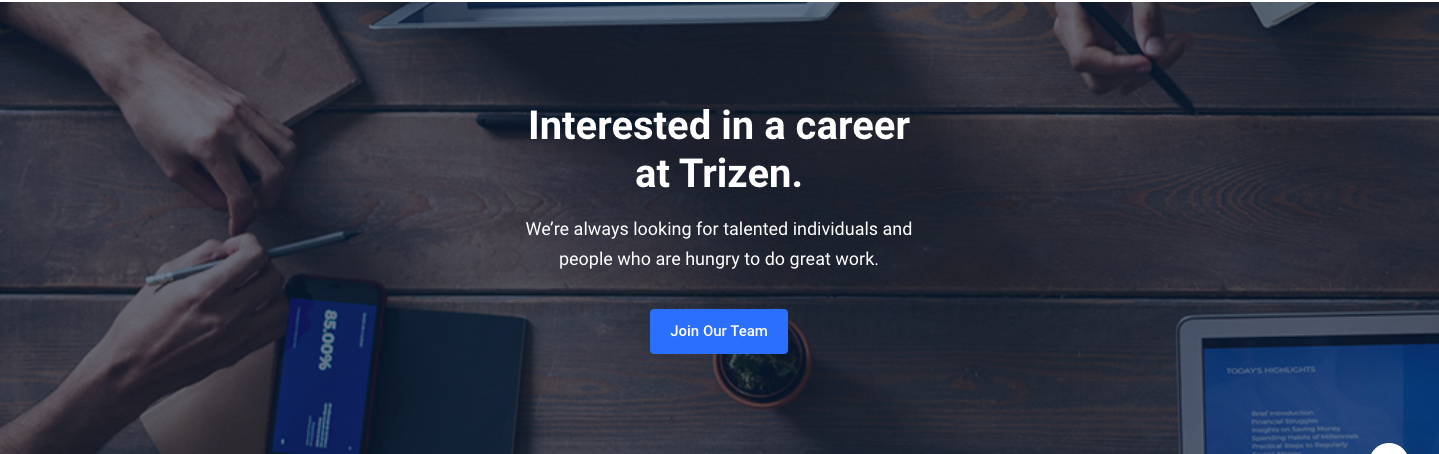 Interested in a career
at Trizen.
We’re always looking for talented individuals and
people who are hungry to do great work.
Join Our Team
85.00%
TODAY'S HIGHLIGHTS
Brief Introduction
Financial Struggles
Insights on Saving Money
Spending Habits of Millennials
Practical Steps to Regularly